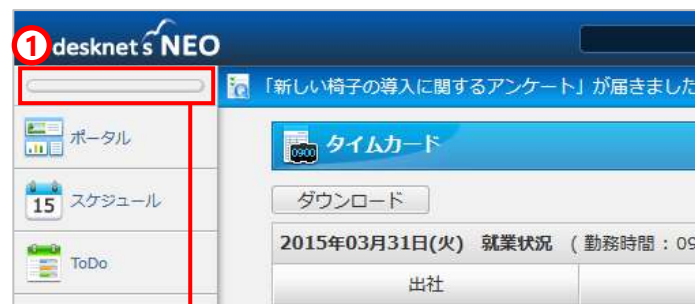 ①
desknet's NEO
「新しい椅子の導入に関するアンケート」が届きました
ポータル
0900
タイムカード
15
スケジュール
ダウンロード
2015年03月31日(火) 就業状況 ( 勤務時間 : 09
ToDo
出社